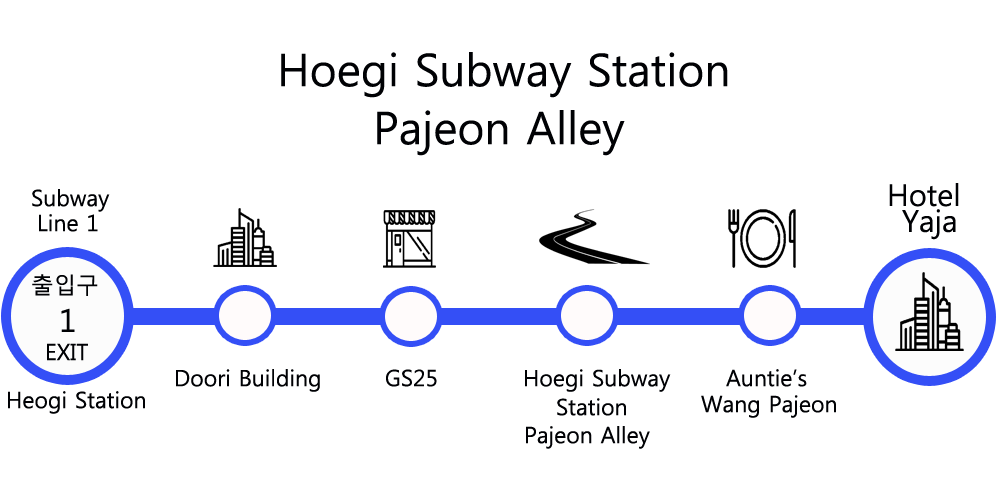 Hoegi Subway Station
Pajeon Alley
Subway
Line 1
출입구
1
EXIT
Heogi Station
Doori Building
GS25
Hoegi Subway
Station
Pajeon Alley
Auntie's
Wang Pajeon
Hotel
Yaja